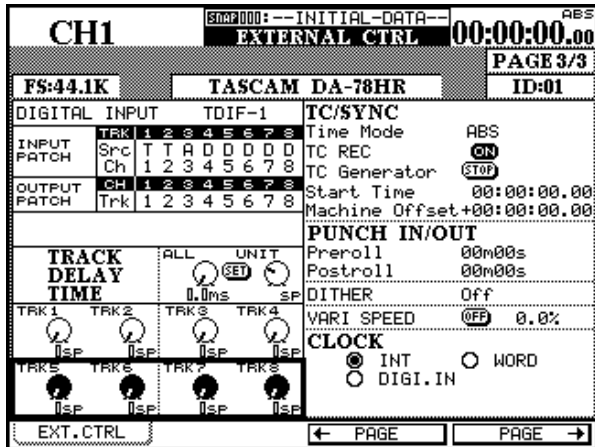 CH1
SNAP000:--INITIAL-DATA--
EXTERNAL CTRL
ABS
00:00:00.00
PAGE 3/3
FS:44.1K
TASCAM DA-78HR
ID:01
DIGITAL INPUT TDIF-1
INPUT PATCH
TRK 1 2 3 4 5 6 7 8
Src T T A D D D D D
Ch 1 2 3 4 5 6 7 8
OUTPUT PATCH
CH 1 2 3 4 5 6 7 8
Trk 1 2 3 4 5 6 7 8
TRACK DELAY TIME
ALL UNIT
SET
0.0ms SP
TRK1 TRK2 TRK3 TRK4
0SP 0SP 0SP 0SP
TRK5 TRK6 TRK7 TRK8
0SP 0SP 0SP 0SP
TC/SYNC
Time Mode ABS
TC REC ON
TC Generator STOP
Start Time 00:00:00.00
Machine Offset+00:00:00.00
PUNCH IN/OUT
Preroll 00m00s
Postroll 00m00s
DITHER Off
VARI SPEED OFF 0.0%
CLOCK
INT WORD
DIGI.IN
EXT.CTRL
← PAGE
PAGE →